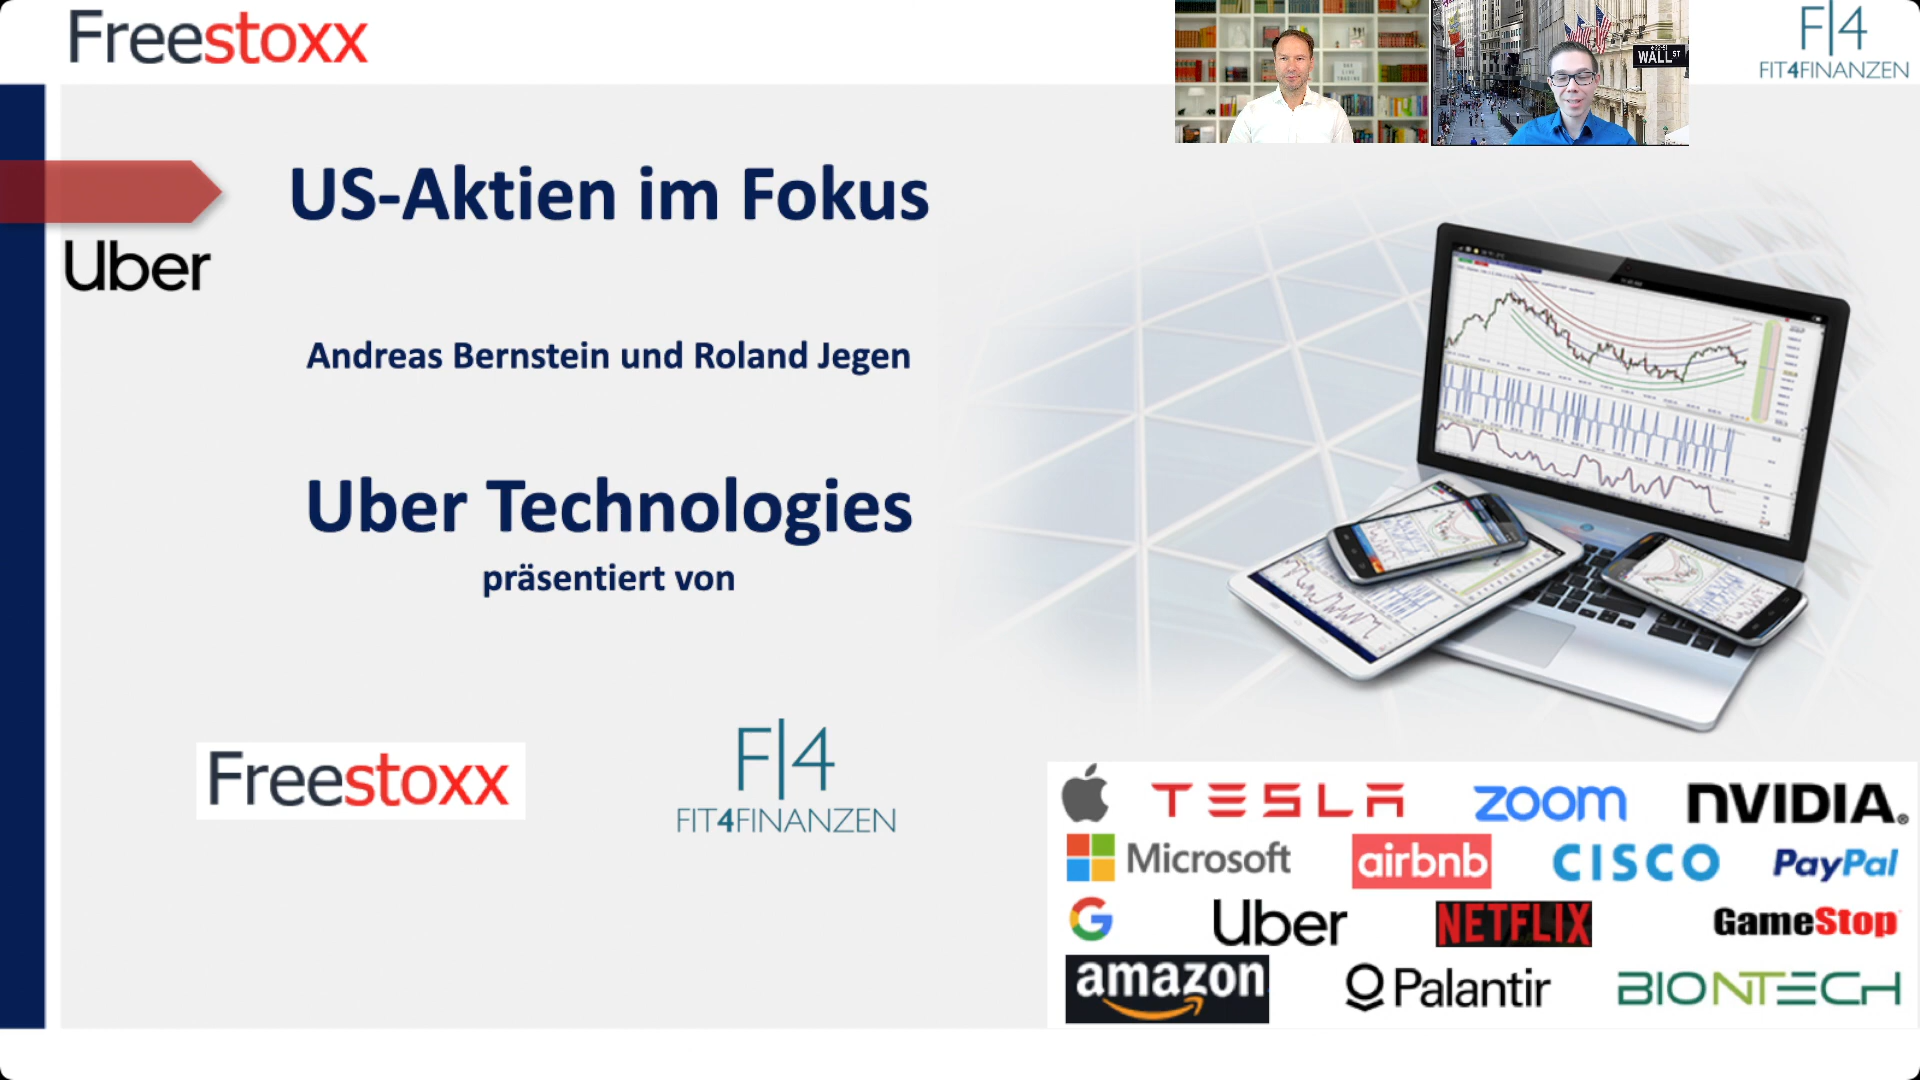 Freestoxx
WALL ST
F|4
FIT4FINANZEN
US-Aktien im Fokus
Uber
Andreas Bernstein und Roland Jegen
Uber Technologies
präsentiert von
Freestoxx
F|4
FIT4FINANZEN
TESLA zoom NVIDIA.®
Microsoft airbnb CISCO PayPal
G Uber NETFLIX GameStop
amazon Palantir BIONTECH